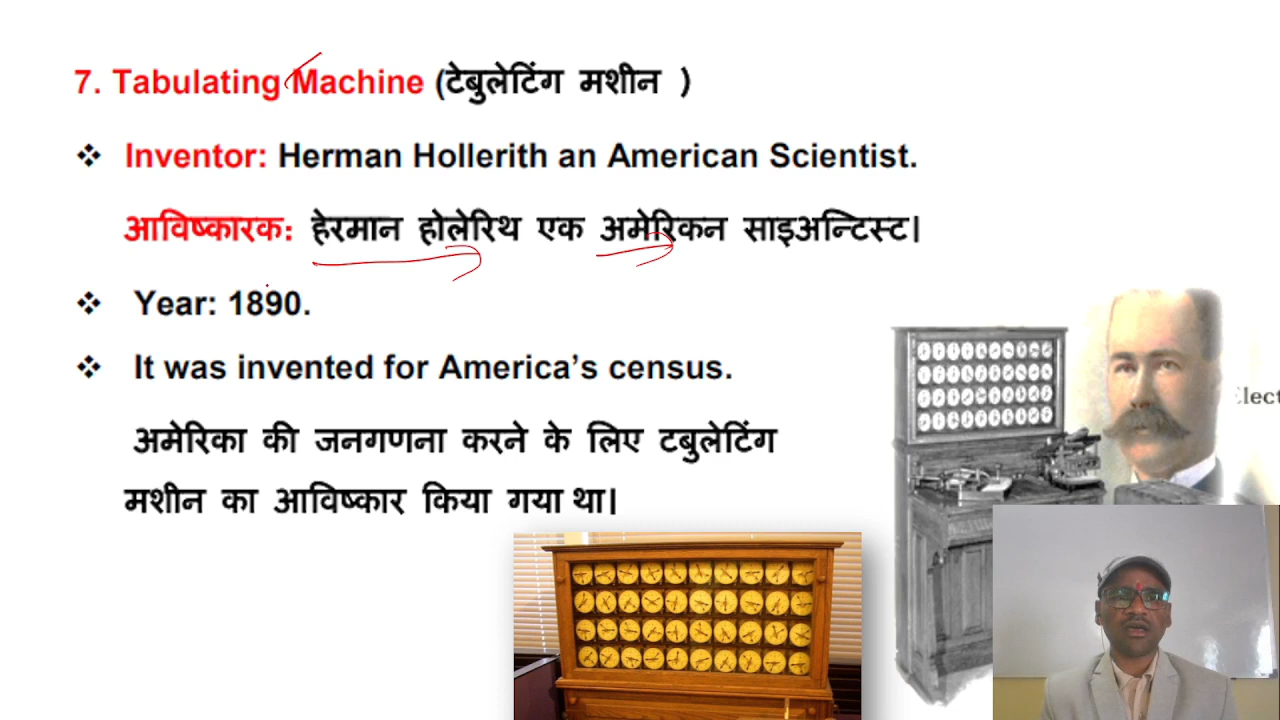 7. Tabulating Machine (टेबुलेटिंग मशीन )
❖ Inventor: Herman Hollerith an American Scientist.
आविष्कारक: हेरमान होलेरिथ एक अमेरिकन साइअन्टिस्ट।
❖ Year: 1890.
❖ It was invented for America's census.
अमेरिका की जनगणना करने के लिए टबुलेटिंग
मशीन का आविष्कार किया गया था।